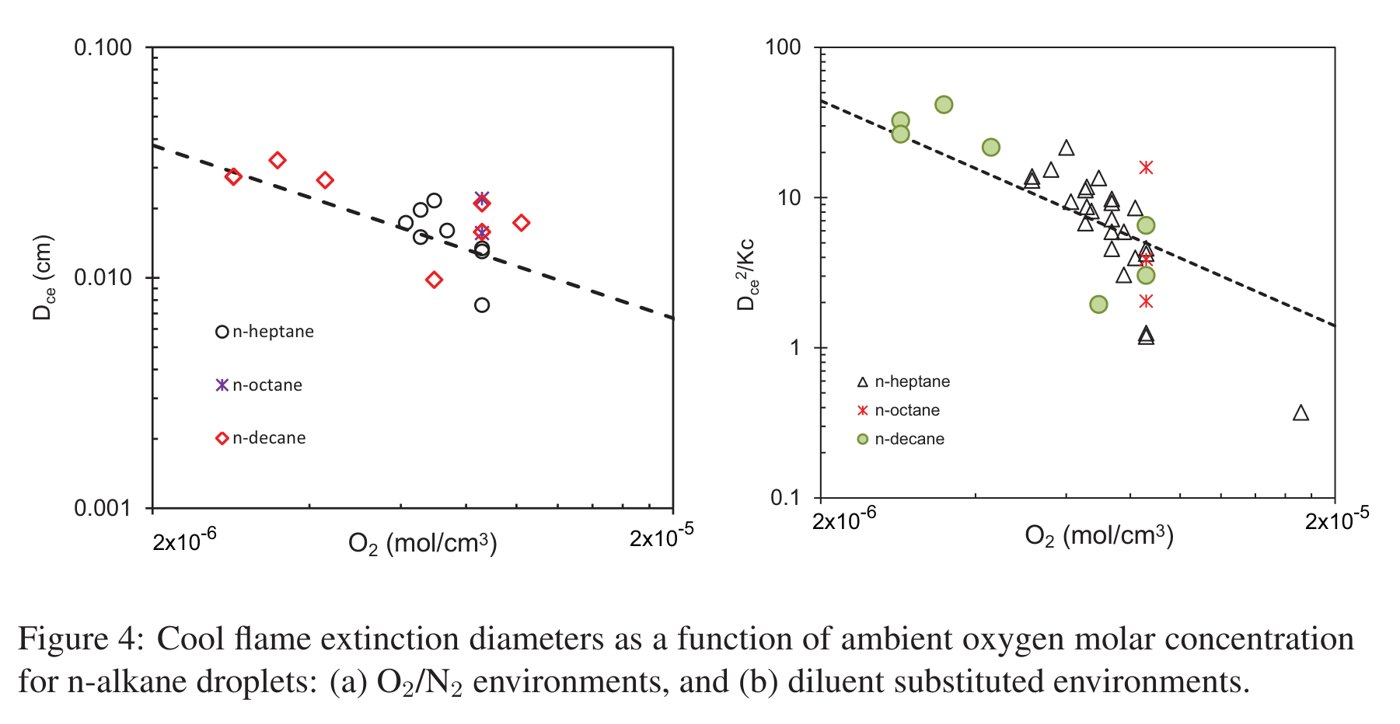 0.100
0.010
0.001
D_ce (cm)
n-heptane
n-octane
n-decane
2x10⁻⁶
O₂ (mol/cm³)
2x10⁻⁵
100
10
1
0.1
D_ce²/Kc
n-heptane
n-octane
n-decane
2x10⁻⁶
O₂ (mol/cm³)
2x10⁻⁵
Figure 4: Cool flame extinction diameters as a function of ambient oxygen molar concentration
for n-alkane droplets: (a) O₂/N₂ environments, and (b) diluent substituted environments.